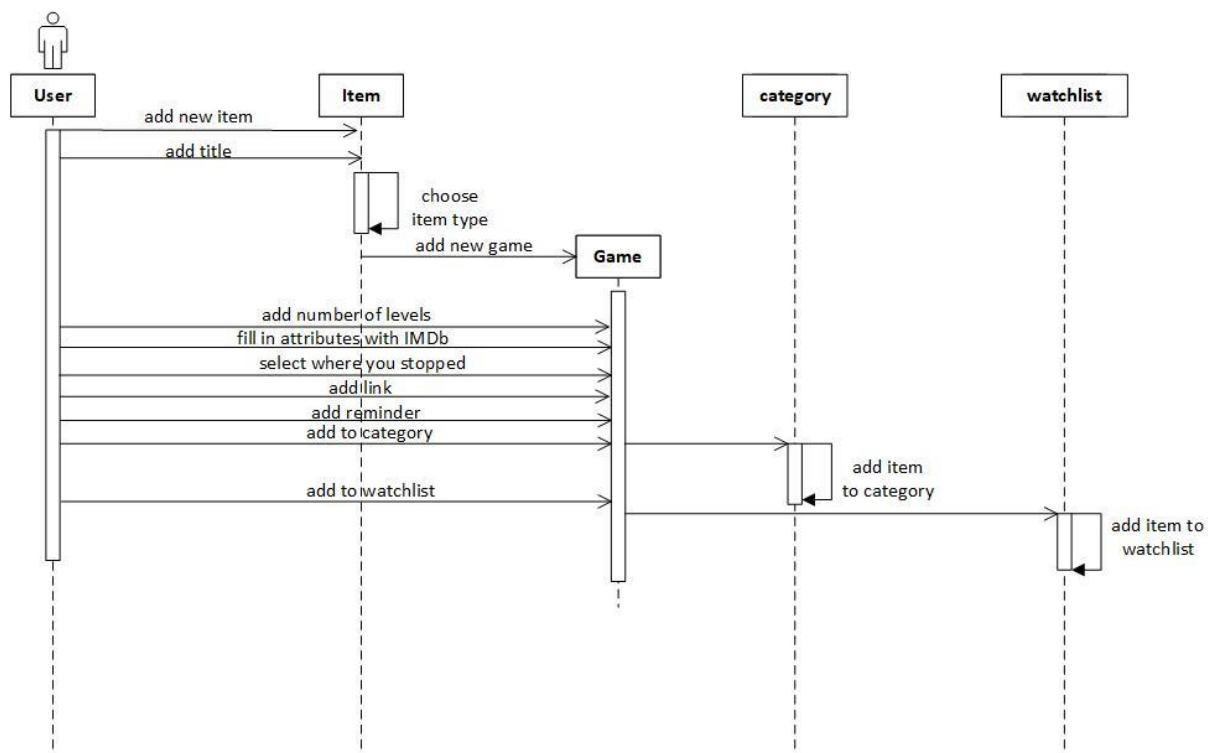 User
Item
category
watchlist
add new item
add title
choose
item type
add new game
Game
add number of levels
fill in attributes with IMDb
select where you stopped
add link
add reminder
add to category
add item
to category
add to watchlist
add item to
watchlist